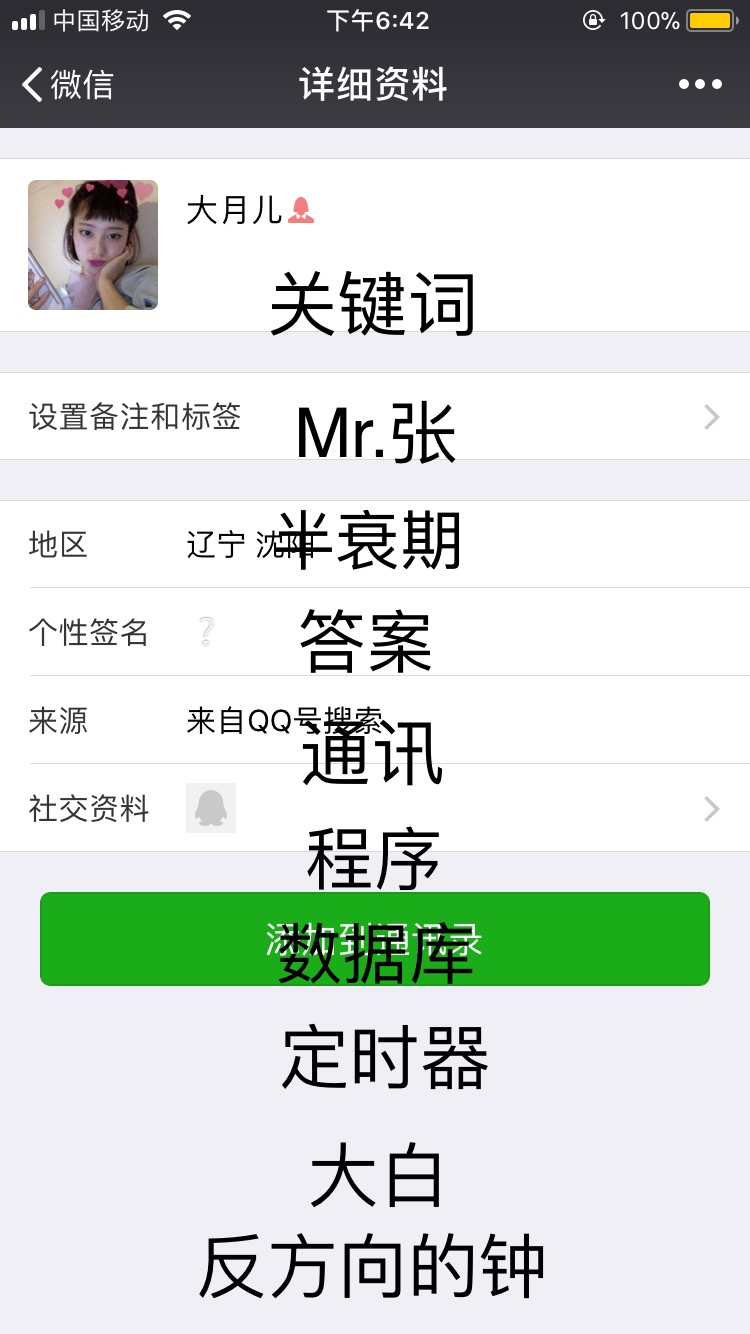 中国移动 下午6:42 100%
微信 详细资料
大月儿
关键词
设置备注和标签
Mr.张
地区 辽宁 沈阳
半衰期
个性签名 ❔
答案
来源 来自QQ号搜索
通讯
社交资料
程序
添加到通讯录
数据库
定时器
大白
反方向的钟